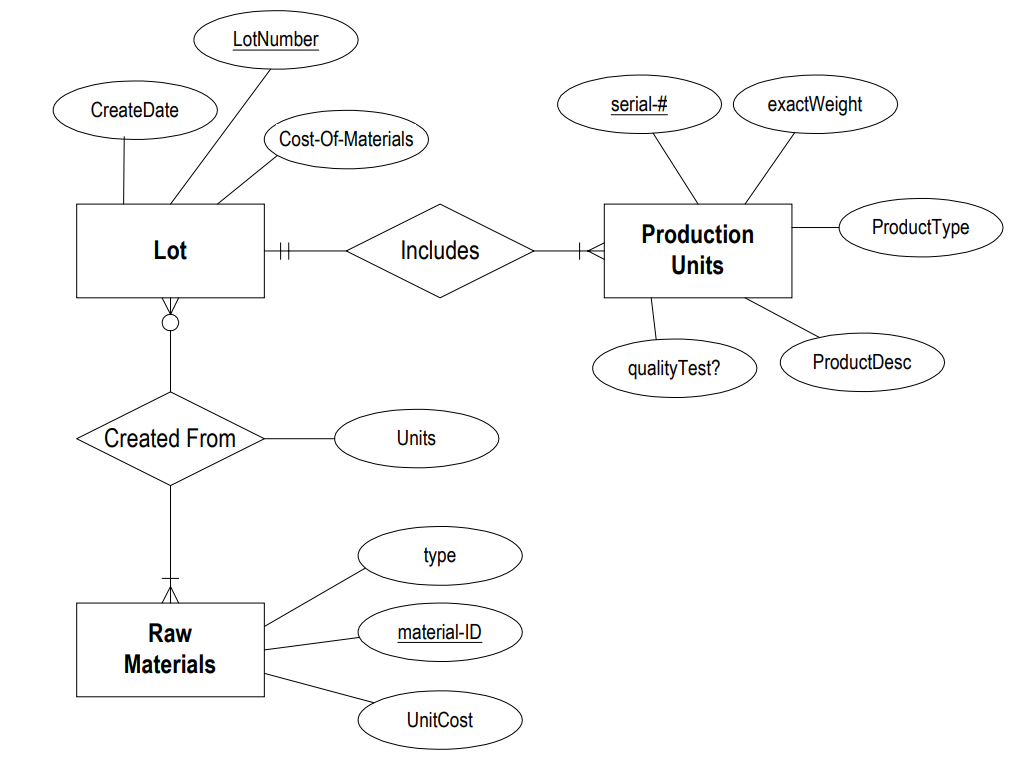 LotNumber
CreateDate
Cost-Of-Materials
serial-#
exactWeight
Lot
Includes
Production
Units
ProductType
qualityTest?
ProductDesc
Created From
Units
type
Raw
Materials
material-ID
UnitCost